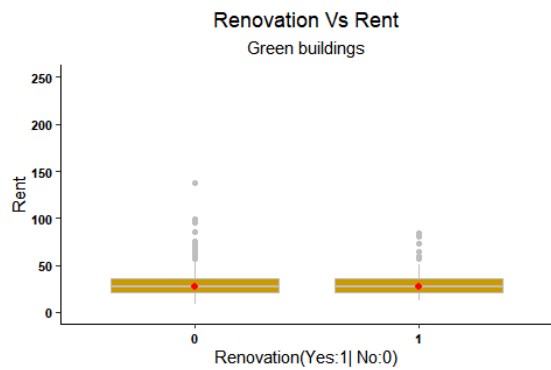 Renovation Vs Rent
Green buildings
250
200
150
100
50
0
Rent
0 1
Renovation(Yes:1| No:0)